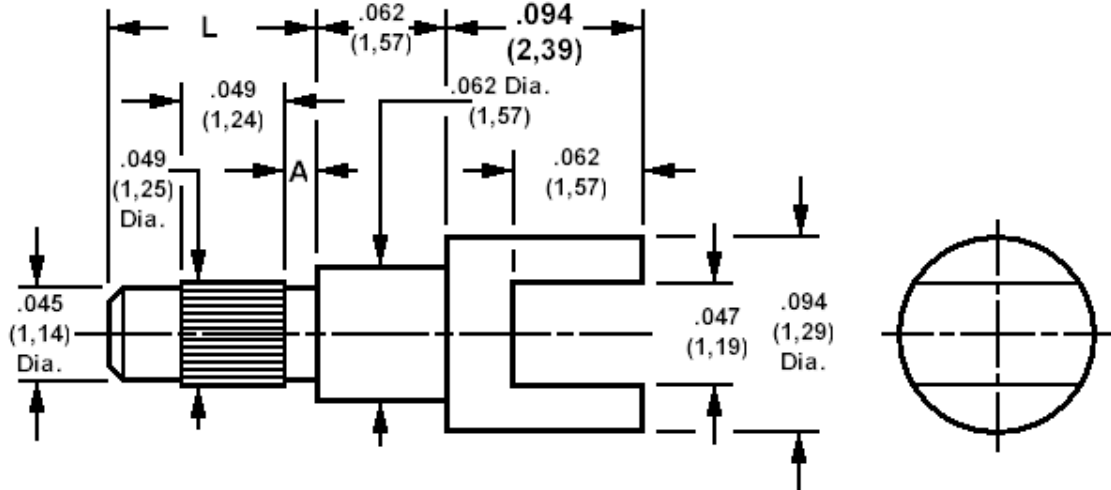 L
.062
(1,57)
.094
(2,39)
.049
(1,24)
.062 Dia.
(1,57)
.049
(1,25)
Dia.
A
.062
(1,57)
.045
(1,14)
Dia.
.047
(1,19)
.094
(1,29)
Dia.